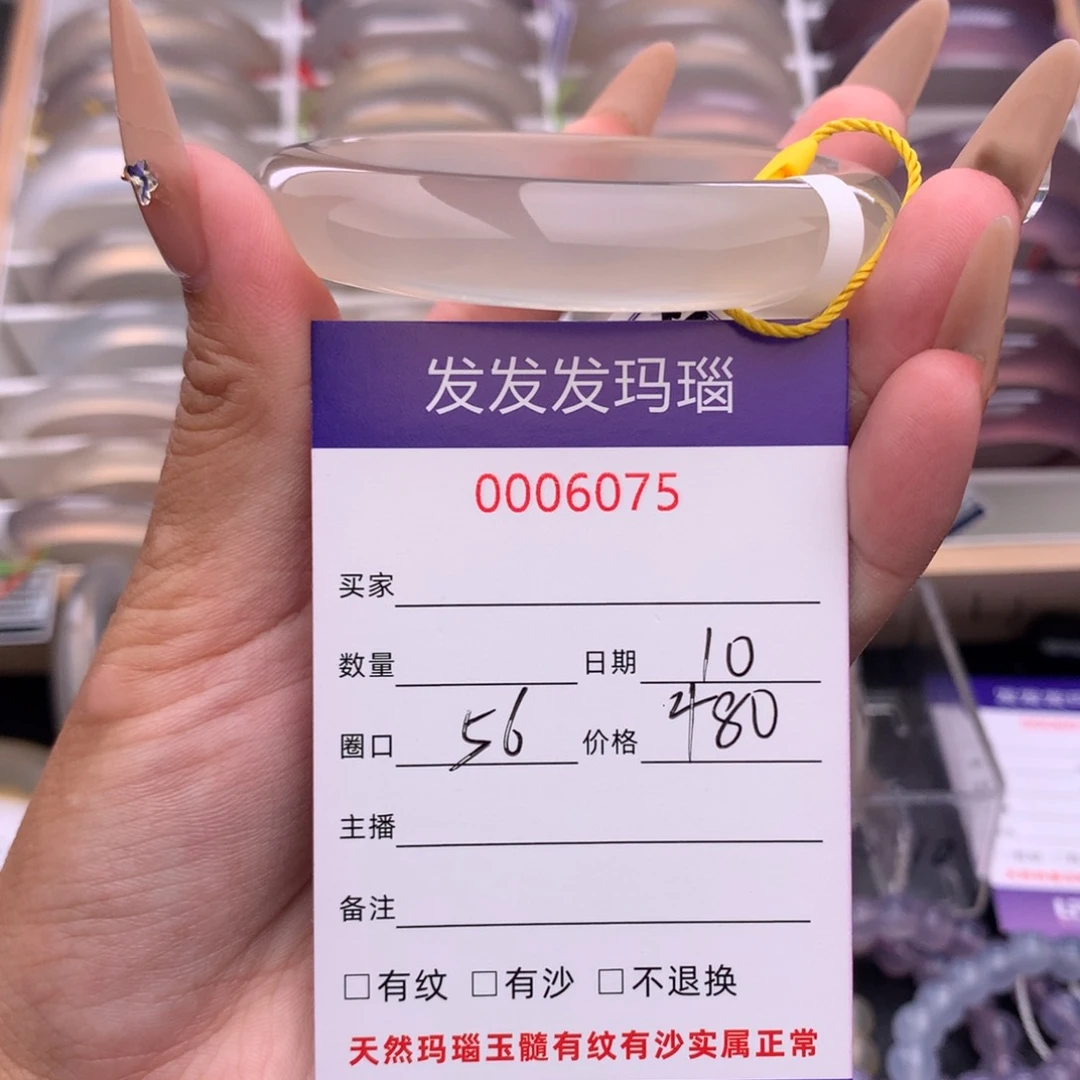 发发发玛瑙
0006075
买家
数量 日期 10
圈口 56 价格 480
主播
备注
□有纹 □有沙 □不退换
天然玛瑙玉髓有纹有沙实属正常